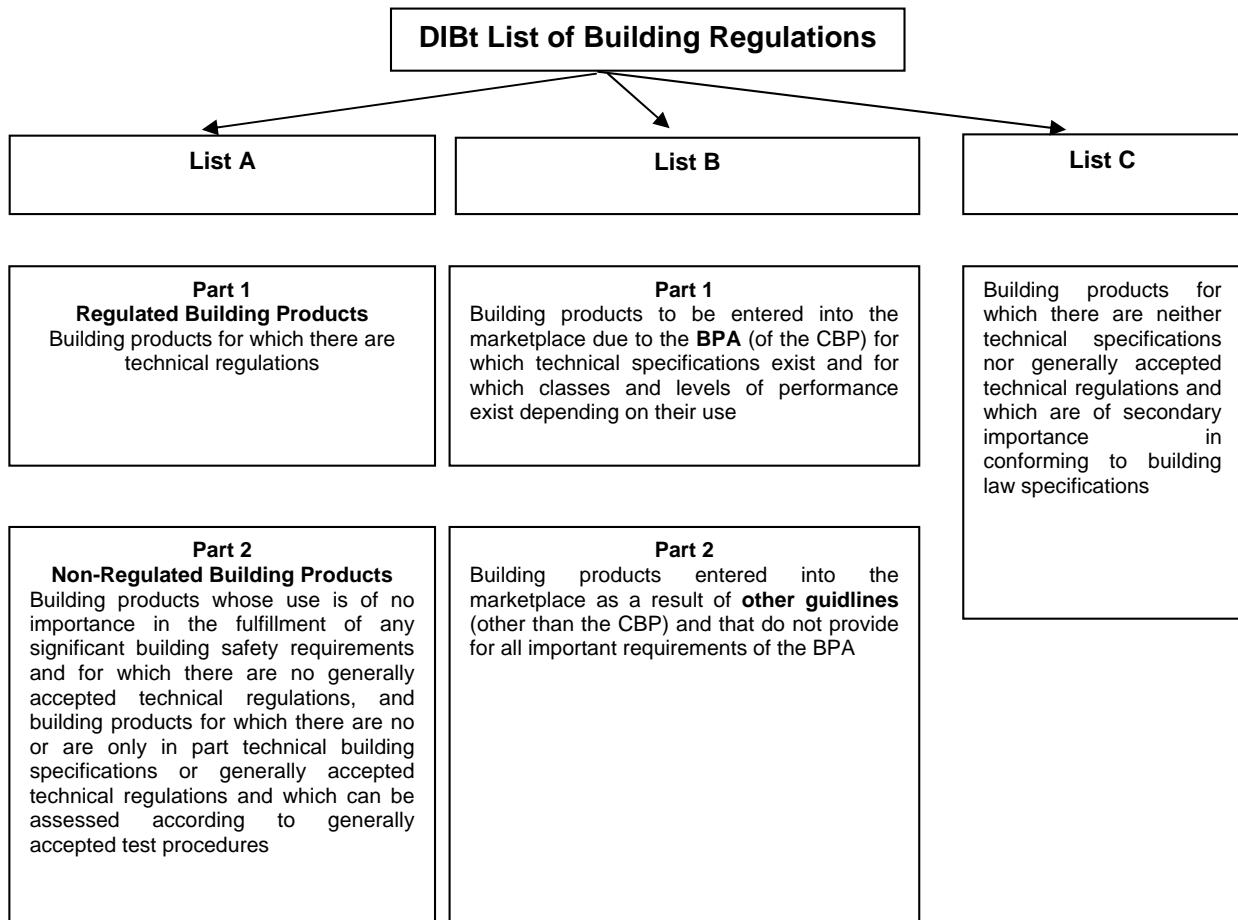 DIBt List of Building Regulations
List A
List B
List C
Part 1
Regulated Building Products
Building products for which there are
technical regulations
Part 1
Building products to be entered into the
marketplace due to the BPA (of the CBP) for
which technical specifications exist and for
which classes and levels of performance
exist depending on their use
Building products for
which there are neither
technical specifications
nor generally accepted
technical regulations and
which are of secondary
importance in
conforming to building
law specifications
Part 2
Non-Regulated Building Products
Building products whose use is of no
importance in the fulfillment of any
significant building safety requirements
and for which there are no generally
accepted technical regulations, and
building products for which there are no
or are only in part technical building
specifications or generally accepted
technical regulations and which can be
assessed according to generally
accepted test procedures
Part 2
Building products entered into the
marketplace as a result of other guidlines
(other than the CBP) and that do not provide
for all important requirements of the BPA